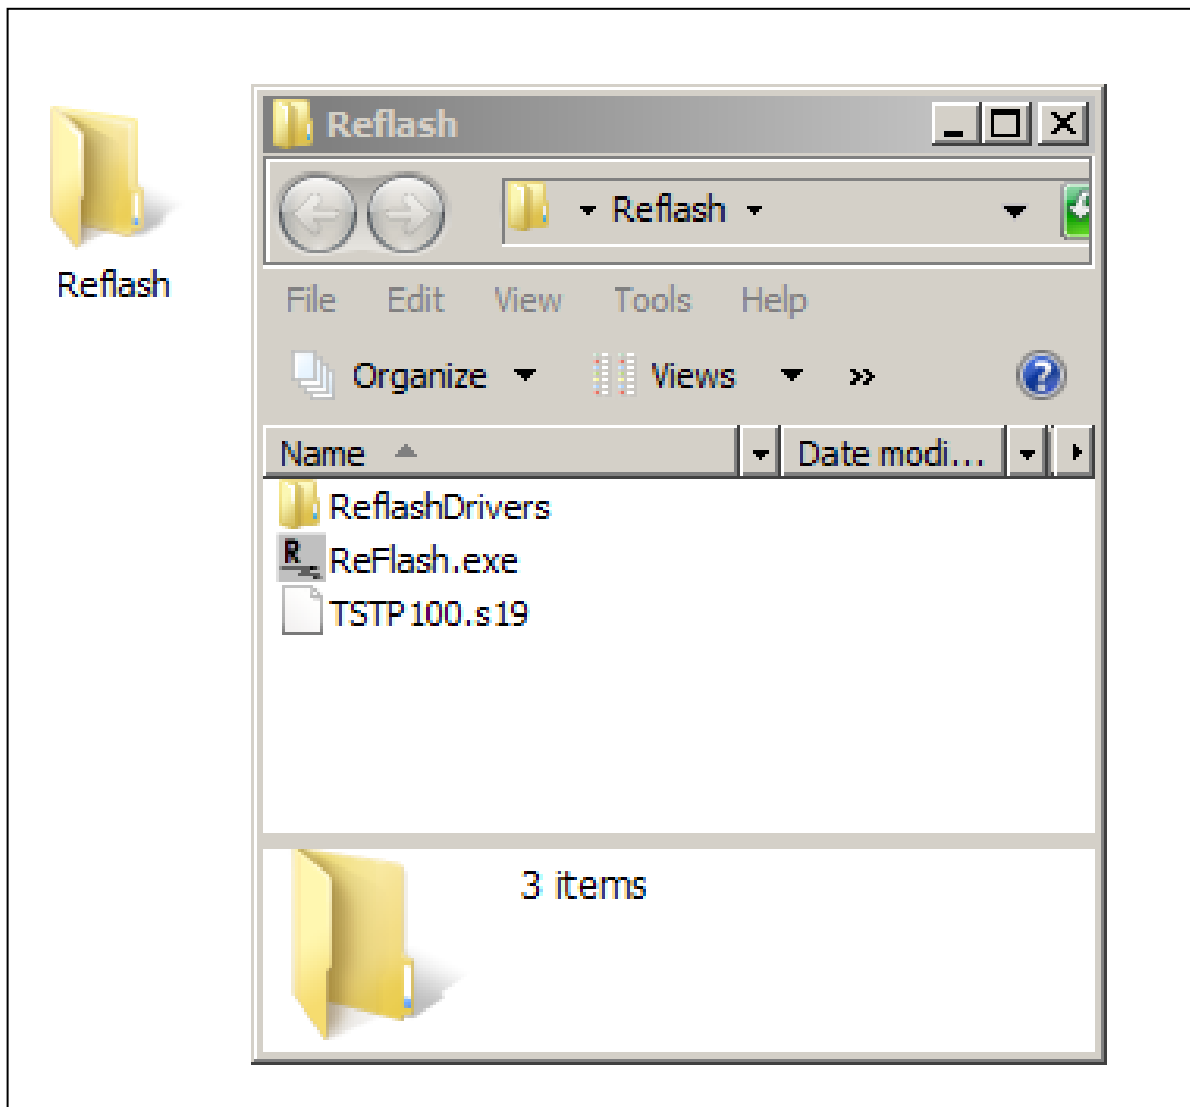 Reflash
Reflash
Reflash
File Edit View Tools Help
Organize Views »
Name Date modi...
ReflashDrivers
R ReFlash.exe
TSTP100.s19
3 items